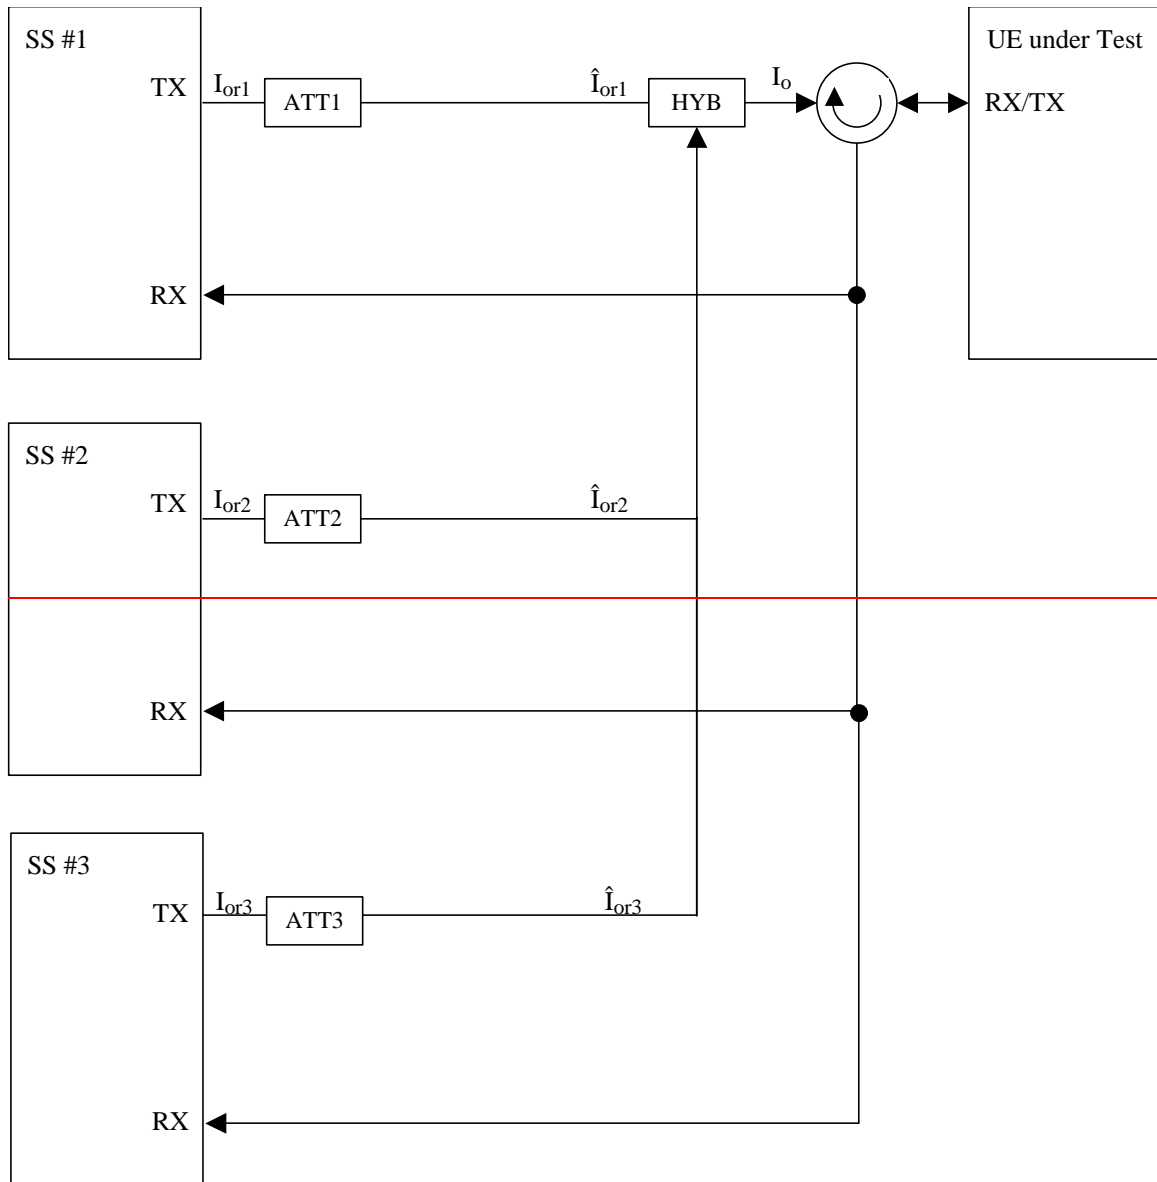 SS #1
UE under Test
TX
Ior1
ATT1
Îor1
HYB
Io
RX/TX
RX
SS #2
TX
Ior2
ATT2
Îor2
RX
SS #3
TX
Ior3
ATT3
Îor3
RX